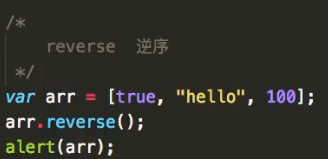 /*
reverse 逆序
*/
var arr = [true, "hello", 100];
arr.reverse();
alert(arr);